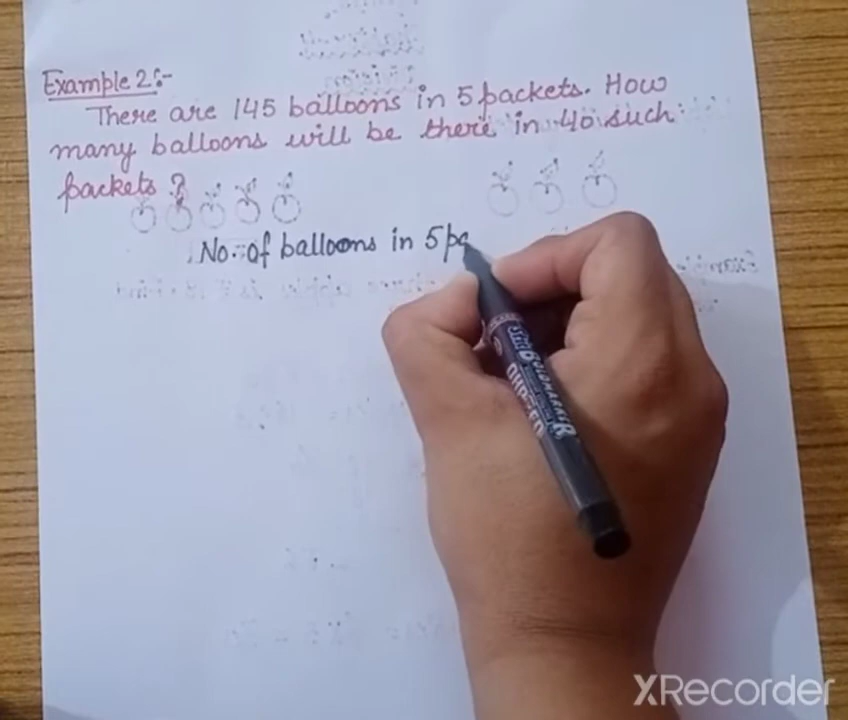 Example 2:-
There are 145 balloons in 5 packets. How
many balloons will be there in 40 such
packets?
No. of balloons in 5 pa
XRecorder